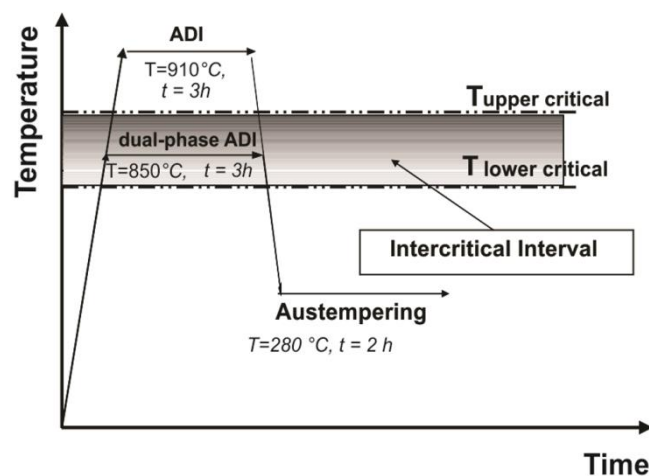 ADI
T=910°C,
t = 3h
Tupper critical
dual-phase ADI
T=850°C, t = 3h
T lower critical
Intercritical Interval
Austempering
T=280 °C, t = 2 h
Temperature
Time